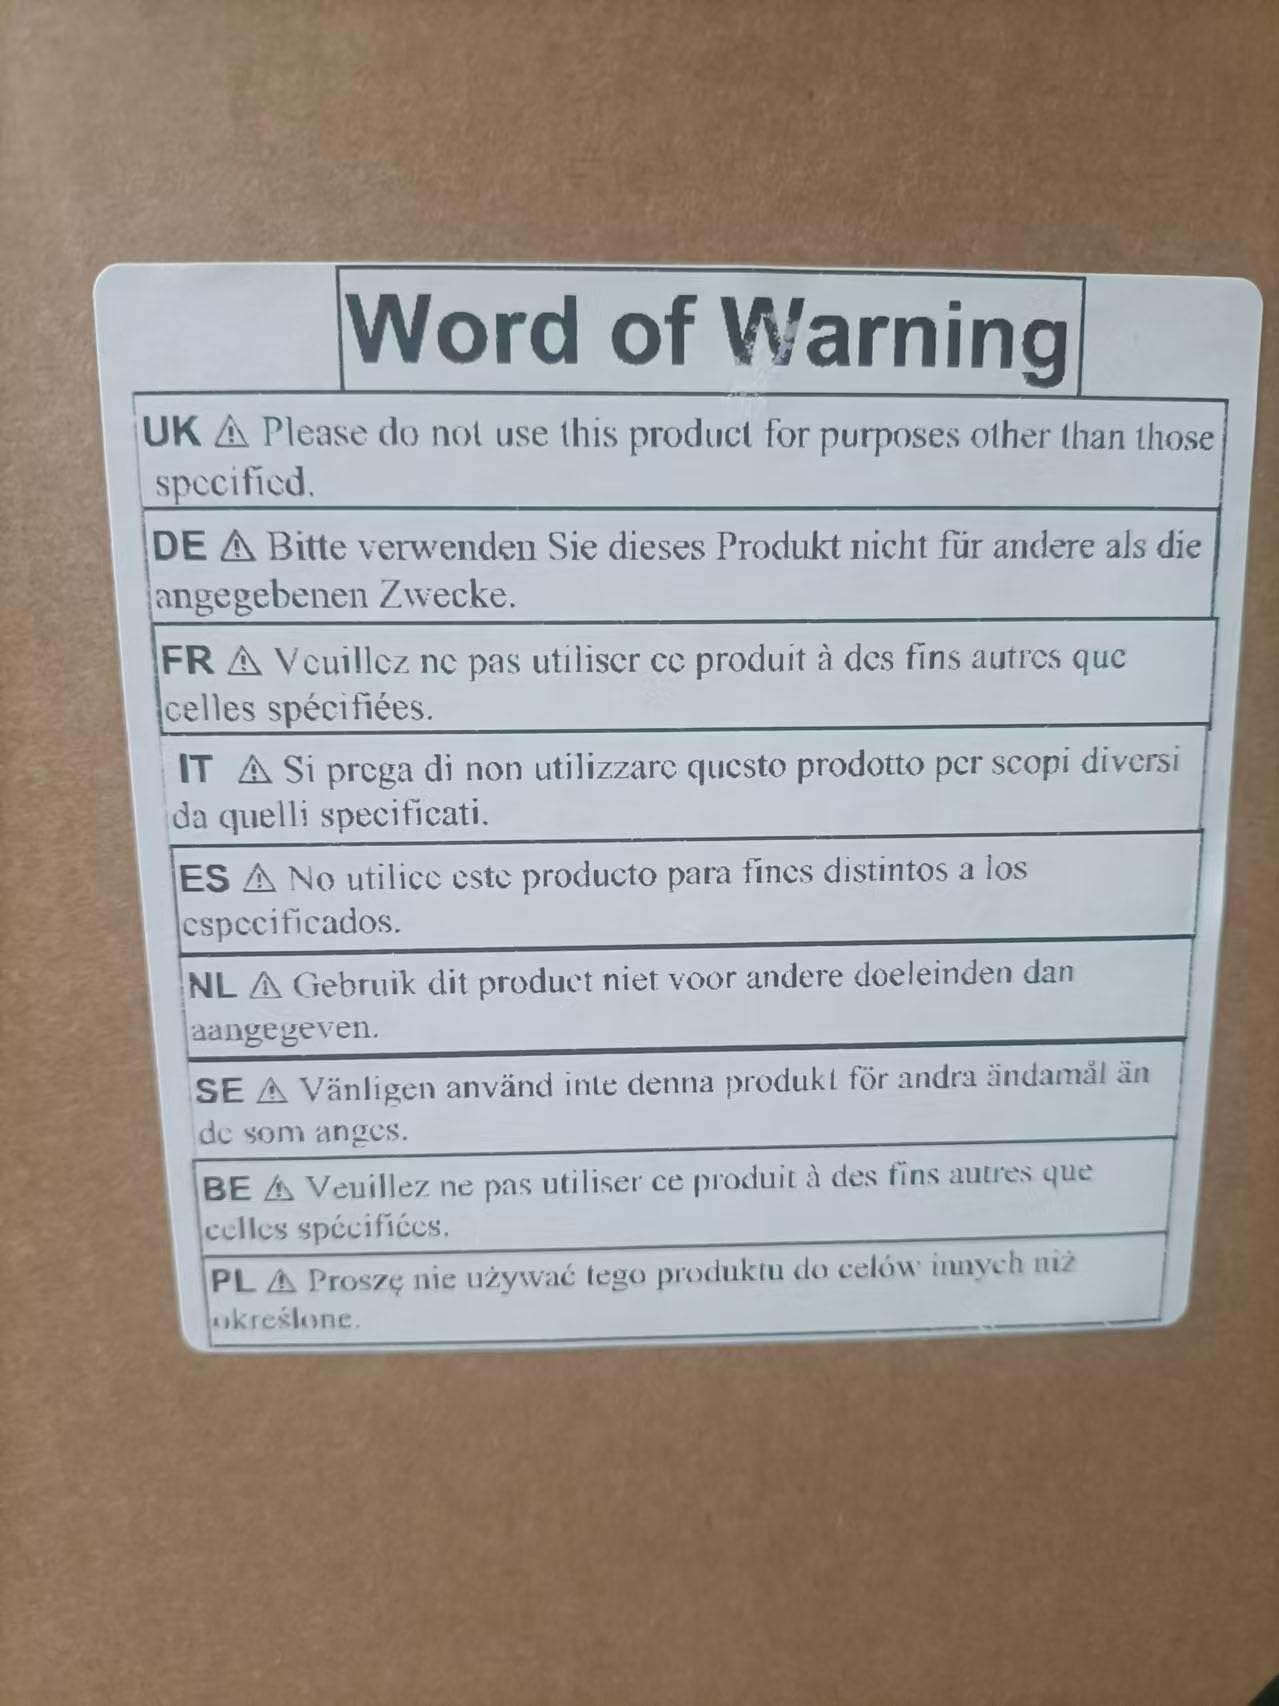 Word of Warning
UK ⚠ Please do not use this product for purposes other than those
specified.
DE ⚠ Bitte verwenden Sie dieses Produkt nicht für andere als die
angegebenen Zwecke.
FR ⚠ Veuillez ne pas utiliser ce produit à des fins autres que
celles spécifiées.
IT ⚠ Si prega di non utilizzare questo prodotto per scopi diversi
da quelli specificati.
ES ⚠ No utilice este producto para fines distintos a los
especificados.
NL ⚠ Gebruik dit product niet voor andere doeleinden dan
aangegeven.
SE ⚠ Vänligen använd inte denna produkt för andra ändamål än
de som anges.
BE ⚠ Veuillez ne pas utiliser ce produit à des fins autres que
celles spécifiées.
PL ⚠ Proszę nie używać tego produktu do celów innych niż
określone.